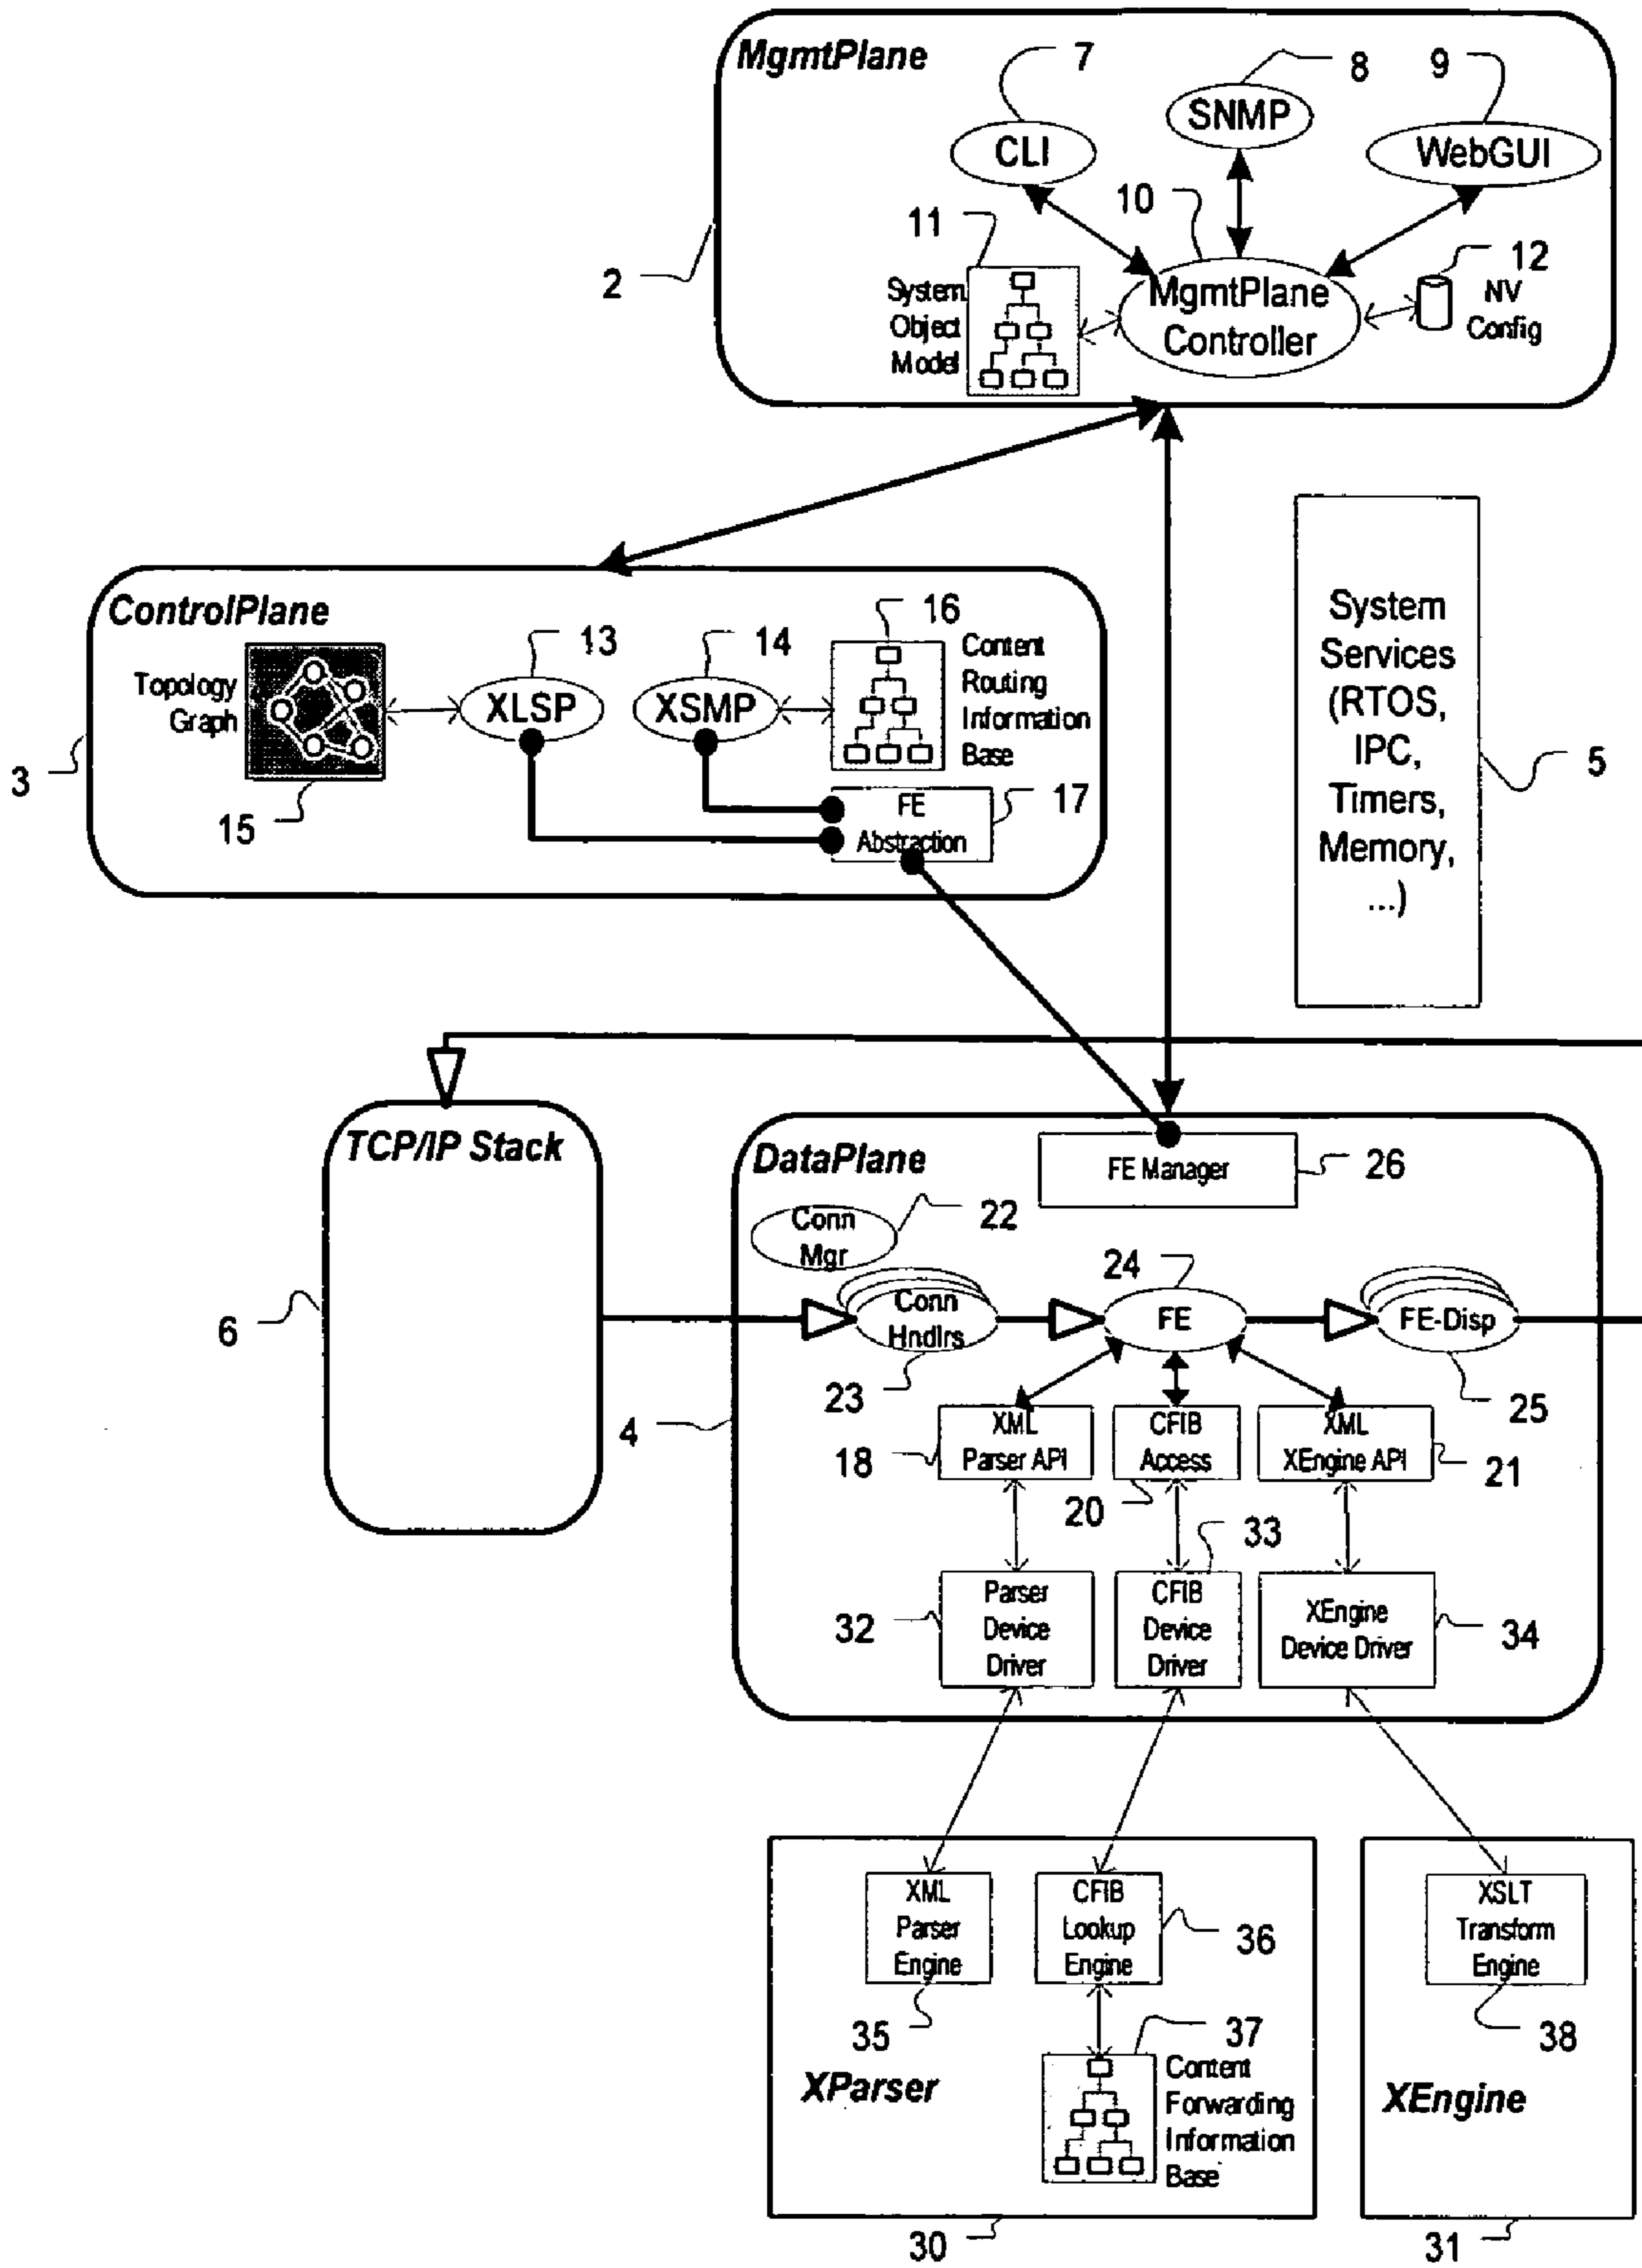 MgmtPlane
7
8
9
CLI
SNMP
WebGUI
10
11
12
2
System
Object
Model
MgmtPlane
Controller
NV
Config
ControlPlane
13
14
16
Topology
Graph
XLSP
XSMP
Content
Routing
Information
Base
3
15
FE
Abstraction
17
System
Services
(RTOS,
IPC,
Timers,
Memory,
...)
5
TCP/IP Stack
6
DataPlane
FE Manager
26
Conn
Mgr
22
24
Conn
Hndlrs
FE
FE-Disp
23
25
4
XML
Parser API
18
CFIB
Access
20
XML
XEngine API
21
33
Parser
Device
Driver
32
CFIB
Device
Driver
XEngine
Device Driver
34
XML
Parser
Engine
35
CFIB
Lookup
Engine
36
XSLT
Transform
Engine
38
37
XParser
Content
Forwarding
Information
Base
XEngine
30
31